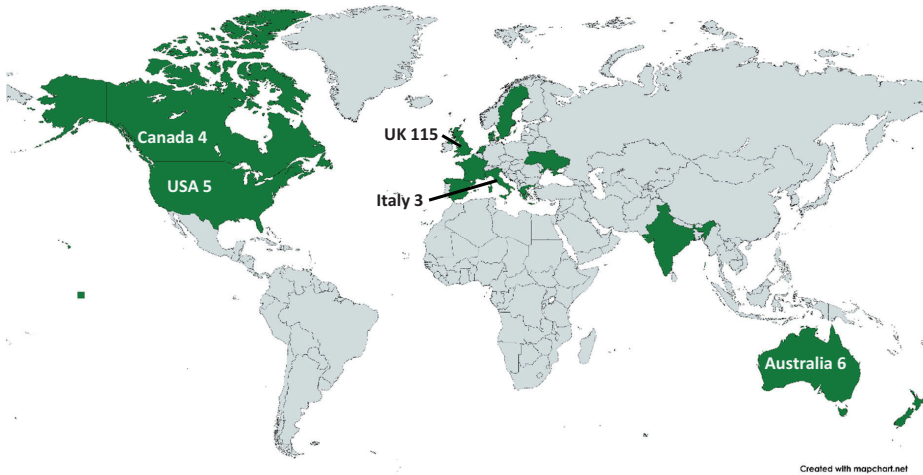 Canada 4
UK 115
USA 5
Italy 3
Australia 6
Created with mapchart.net